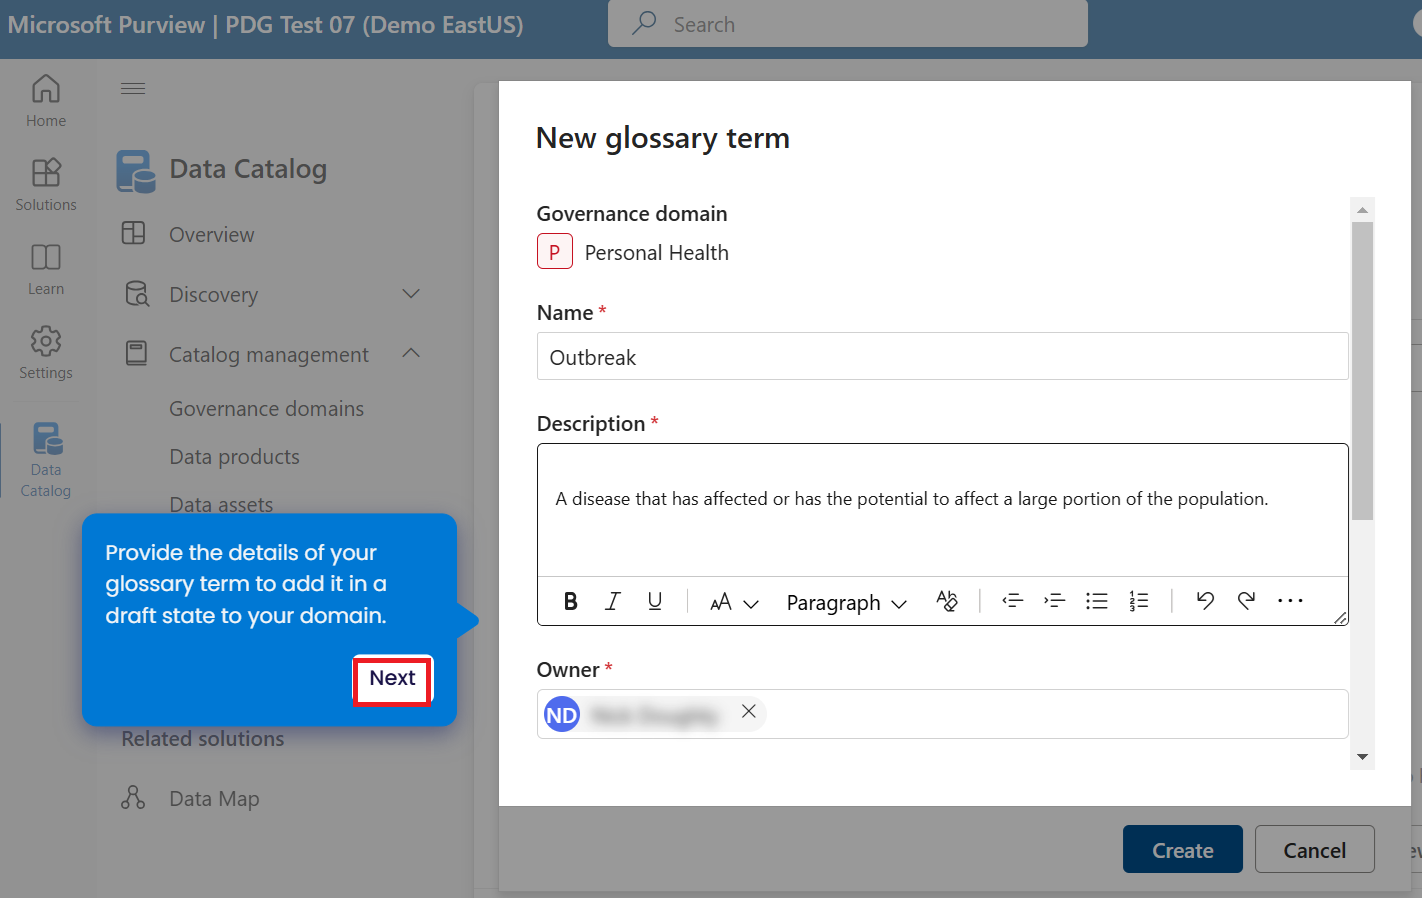 Microsoft Purview | PDG Test 07 (Demo EastUS)
Search
Home
Solutions
Learn
Settings
Data
Catalog
Data Catalog
Overview
Discovery
Catalog management
Governance domains
Data products
Data assets
Provide the details of your
glossary term to add it in a
draft state to your domain.
Next
Related solutions
Data Map
New glossary term
Governance domain
P Personal Health
Name *
Outbreak
Description *
A disease that has affected or has the potential to affect a large portion of the population.
B I U AA Paragraph
Owner *
ND
Create
Cancel